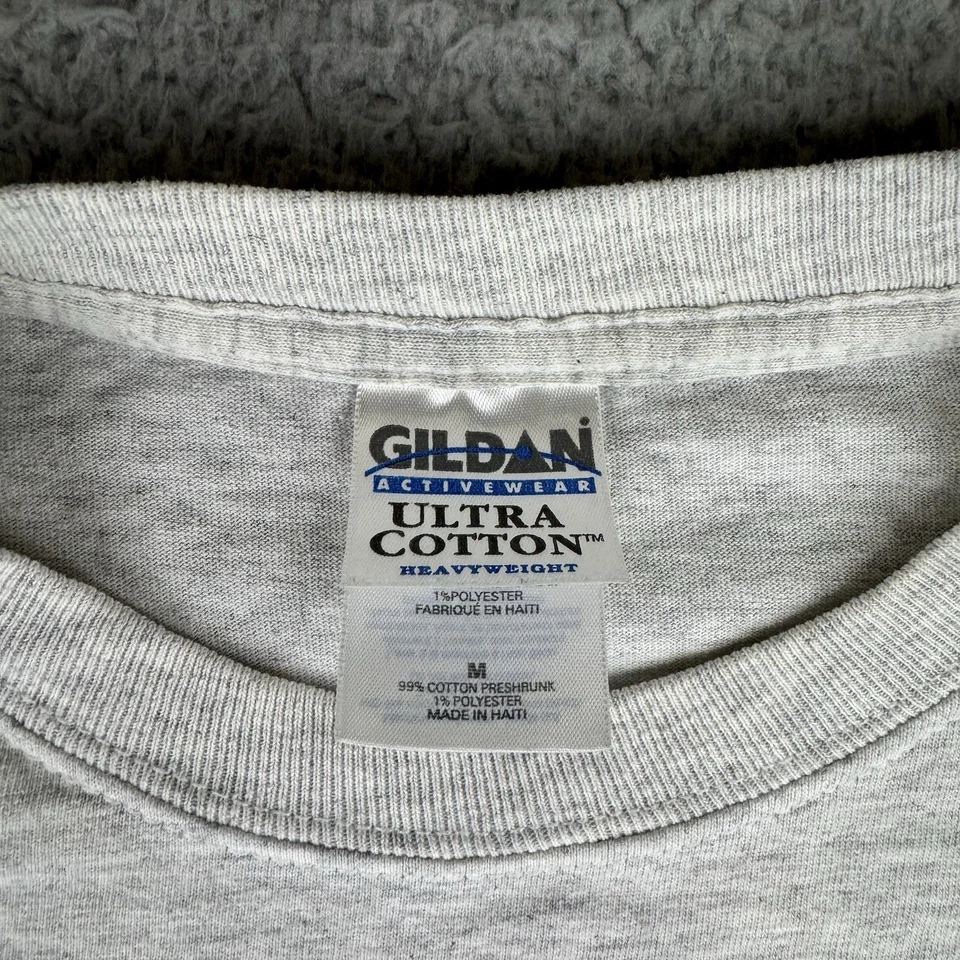 GILDAN
ACTIVEWEAR
ULTRA
COTTON™
HEAVYWEIGHT
1%POLYESTER
FABRIQUÉ EN HAITI
M
99% COTTON PRESHRUNK
1% POLYESTER
MADE IN HAITI